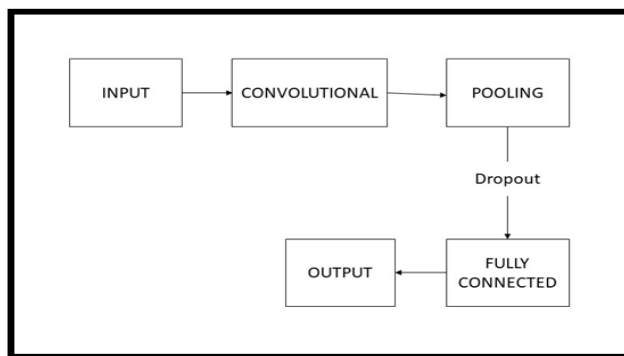 INPUT
CONVOLUTIONAL
POOLING
Dropout
FULLY
CONNECTED
OUTPUT